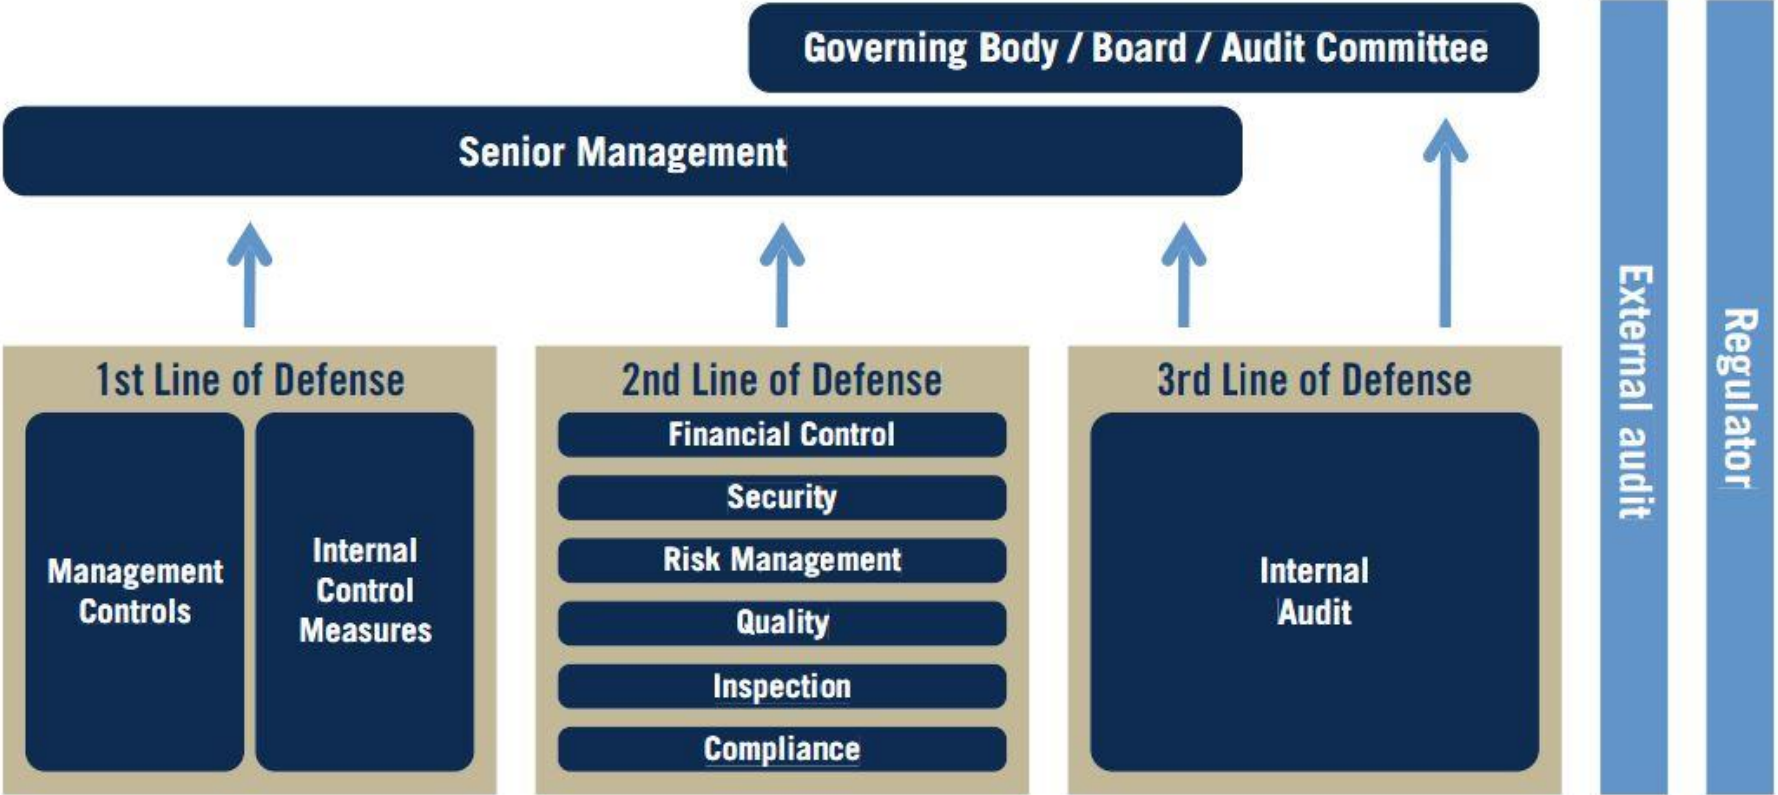 Governing Body / Board / Audit Committee
Senior Management
1st Line of Defense
Management
Controls
Internal
Control
Measures
2nd Line of Defense
Financial Control
Security
Risk Management
Quality
Inspection
Compliance
3rd Line of Defense
Internal
Audit
External audit
Regulator